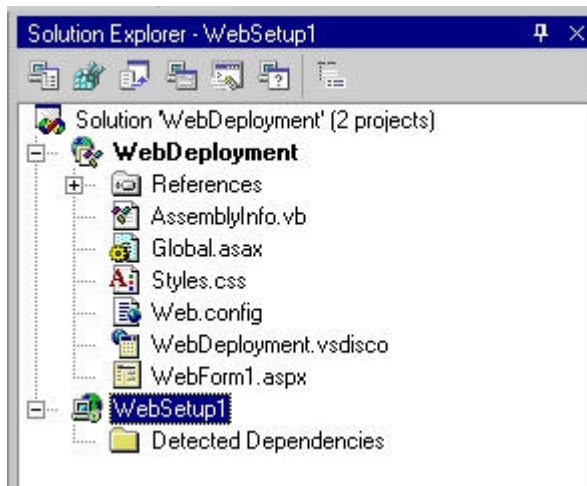 Solution Explorer - WebSetup1
Solution 'WebDeployment' (2 projects)
WebDeployment
References
AssemblyInfo.vb
Global.asax
Styles.css
Web.config
WebDeployment.vsdisco
WebForm1.aspx
WebSetup1
Detected Dependencies